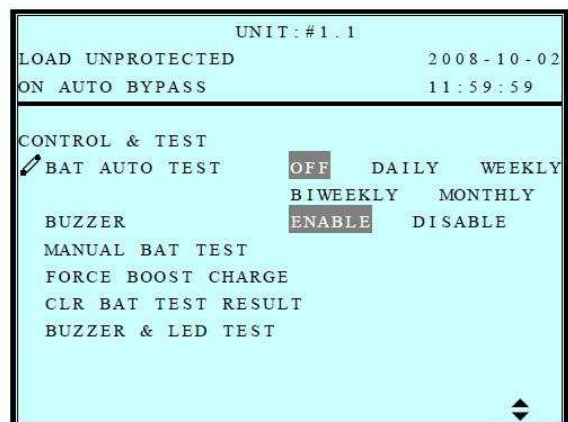 UNIT:#1.1
LOAD UNPROTECTED 2008-10-02
ON AUTO BYPASS 11:59:59
CONTROL & TEST
BAT AUTO TEST OFF DAILY WEEKLY
BIWEEKLY MONTHLY
BUZZER ENABLE DISABLE
MANUAL BAT TEST
FORCE BOOST CHARGE
CLR BAT TEST RESULT
BUZZER & LED TEST